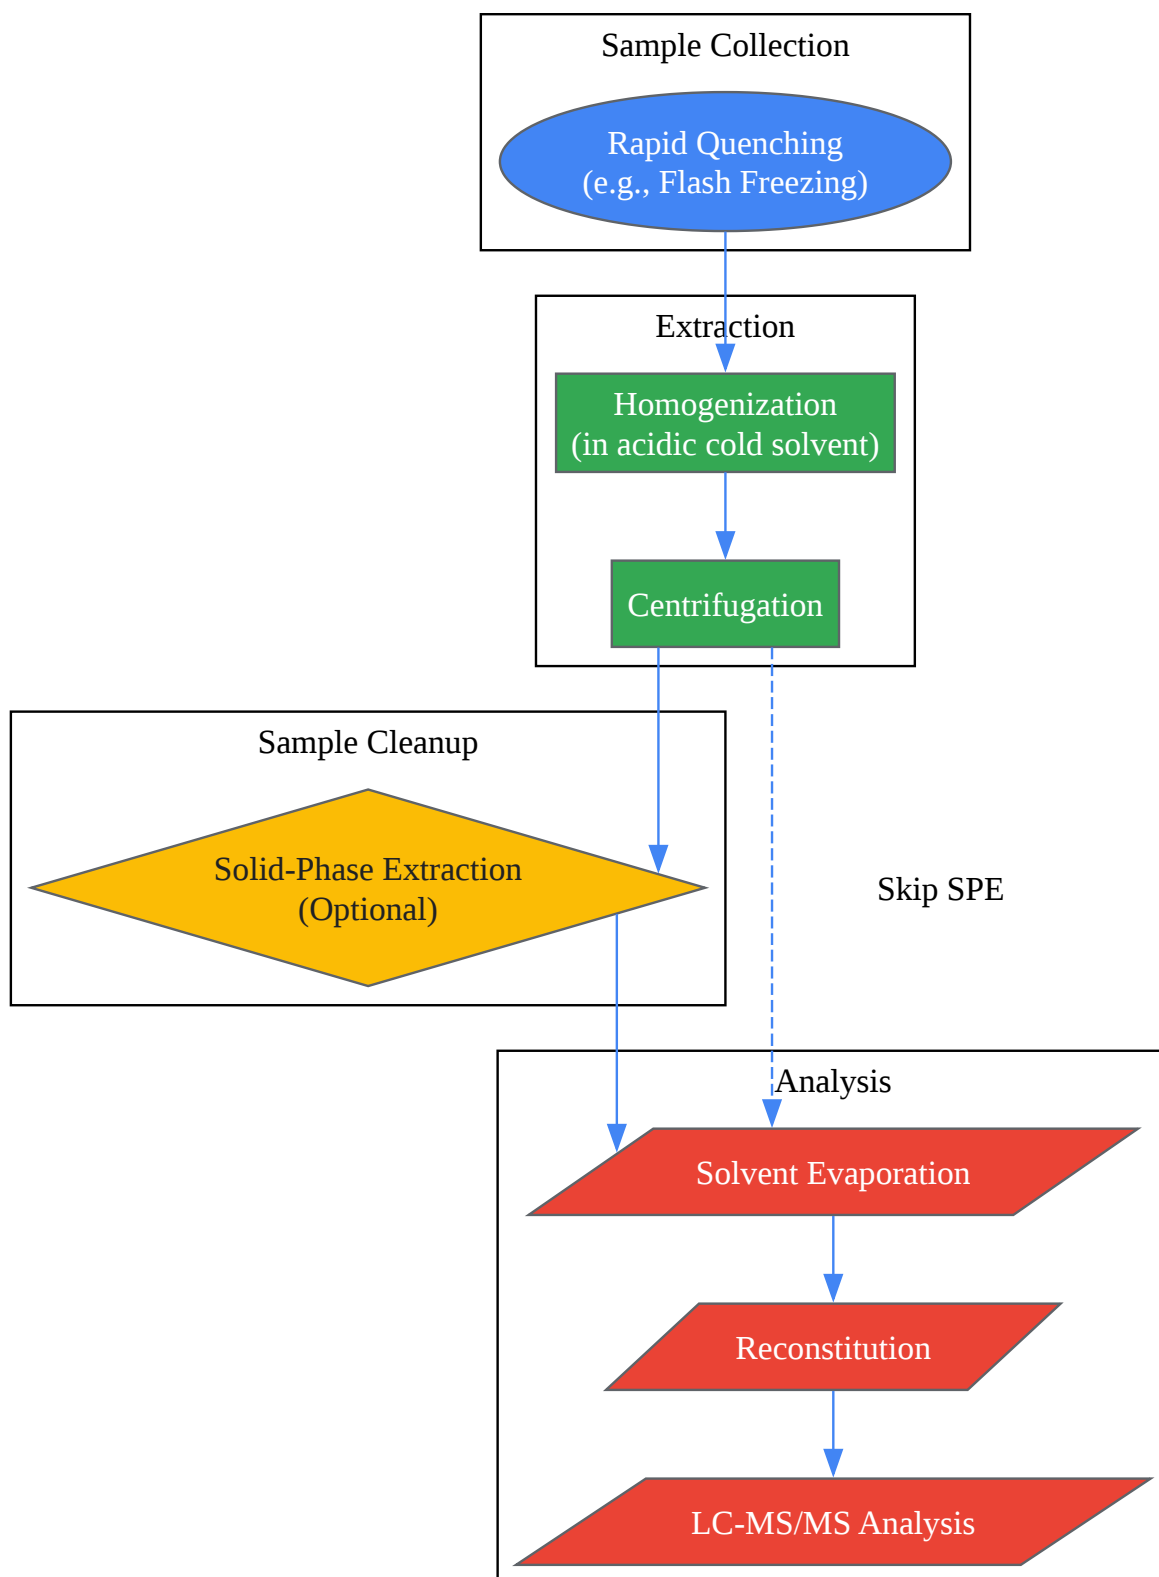 Sample Collection
Rapid Quenching
(e.g., Flash Freezing)
Extraction
Homogenization
(in acidic cold solvent)
Centrifugation
Sample Cleanup
Solid-Phase Extraction
(Optional)
Skip SPE
Analysis
Solvent Evaporation
Reconstitution
LC-MS/MS Analysis